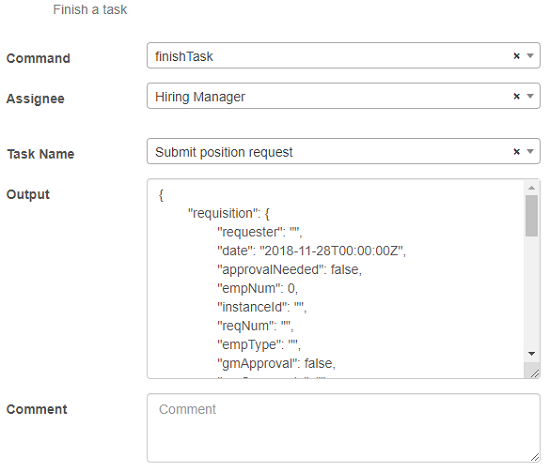 Finish a task
Command finishTask × 
Assignee Hiring Manager ×
Task Name Submit position request ×
Output {
"requisition": {
"requester": "",
"date": "2018-11-28T00:00:00Z",
"approvalNeeded": false,
"empNum": 0,
"instanceId": "",
"reqNum": "",
"empType": "",
"gmApproval": false,
Comment Comment